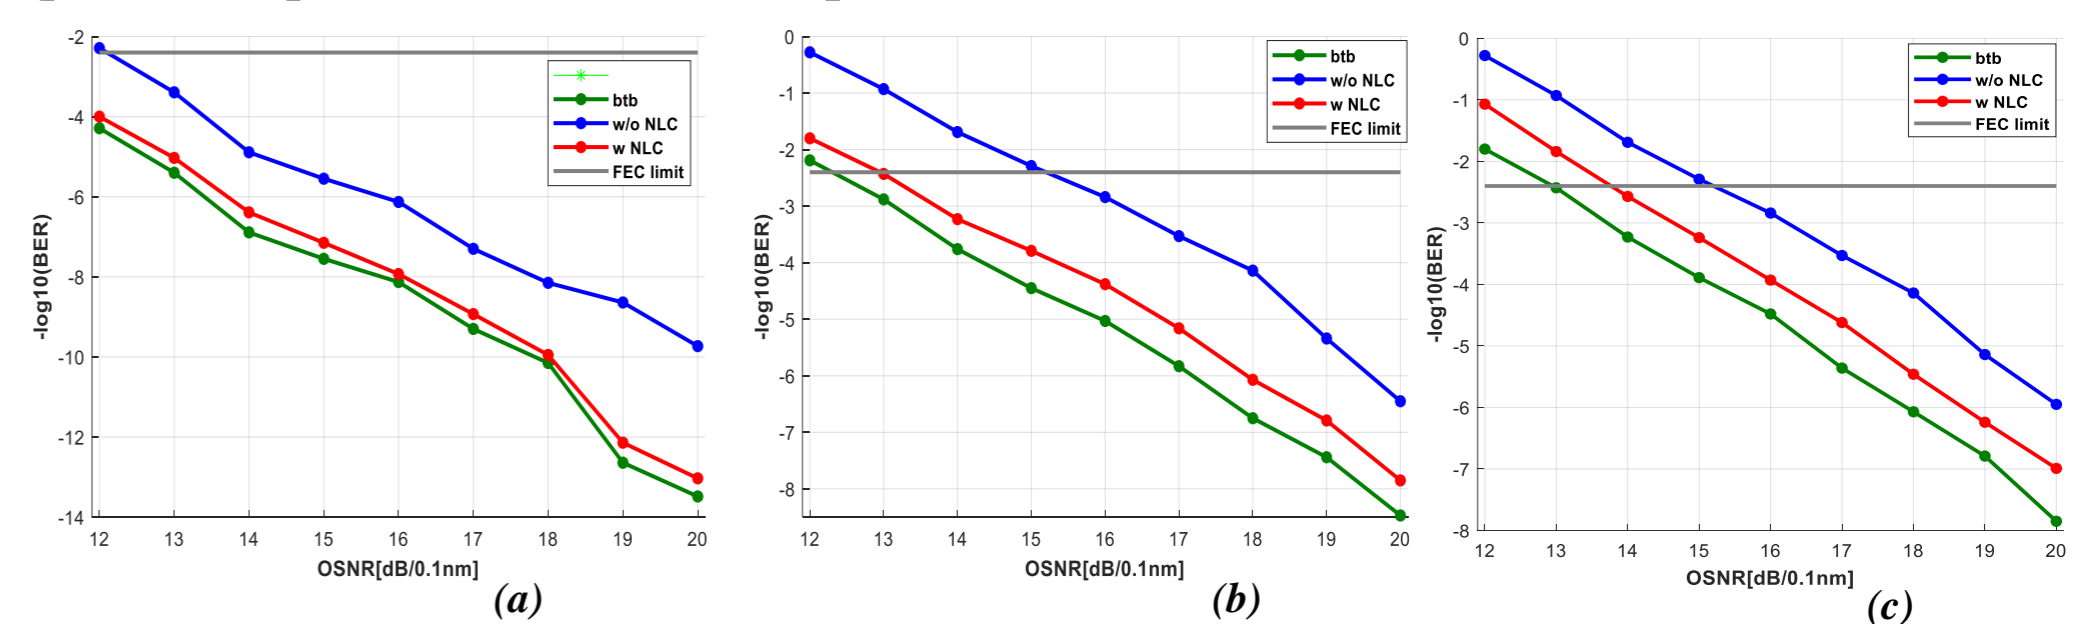 -2
-4
-6
-8
-10
-12
-14
-log10(BER)
12 13 14 15 16 17 18 19 20
OSNR[dB/0.1nm]
btb
w/o NLC
w NLC
FEC limit
(a)
0
-1
-2
-3
-4
-5
-6
-7
-8
-log10(BER)
12 13 14 15 16 17 18 19 20
OSNR[dB/0.1nm]
btb
w/o NLC
w NLC
FEC limit
(b)
0
-1
-2
-3
-4
-5
-6
-7
-8
-log10(BER)
12 13 14 15 16 17 18 19 20
OSNR[dB/0.1nm]
btb
w/o NLC
w NLC
FEC limit
(c)